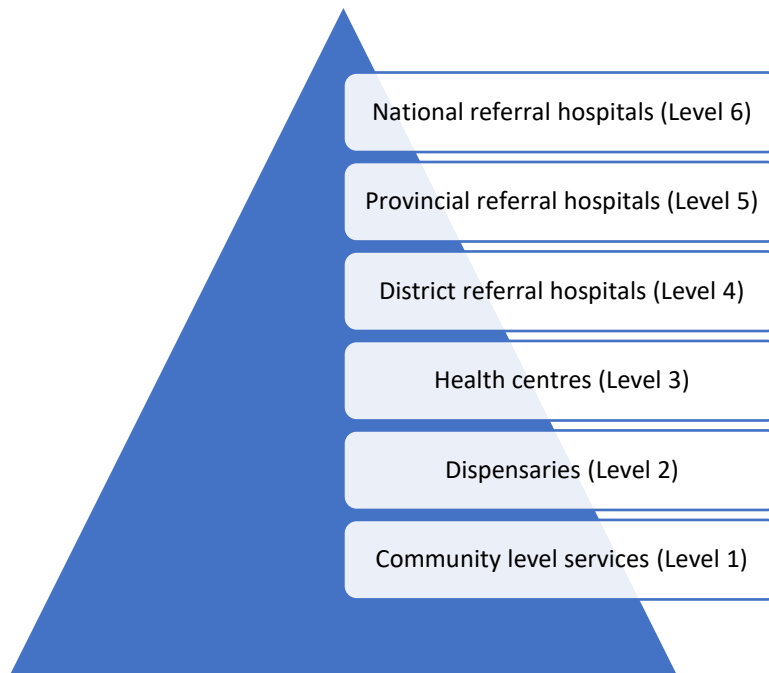 National referral hospitals (Level 6)
Provincial referral hospitals (Level 5)
District referral hospitals (Level 4)
Health centres (Level 3)
Dispensaries (Level 2)
Community level services (Level 1)